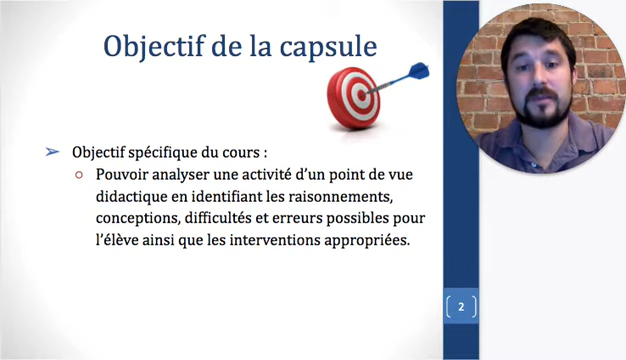 Objectif de la capsule
Objectif spécifique du cours :
Pouvoir analyser une activité d'un point de vue
didactique en identifiant les raisonnements,
conceptions, difficultés et erreurs possibles pour
l'élève ainsi que les interventions appropriées.
2